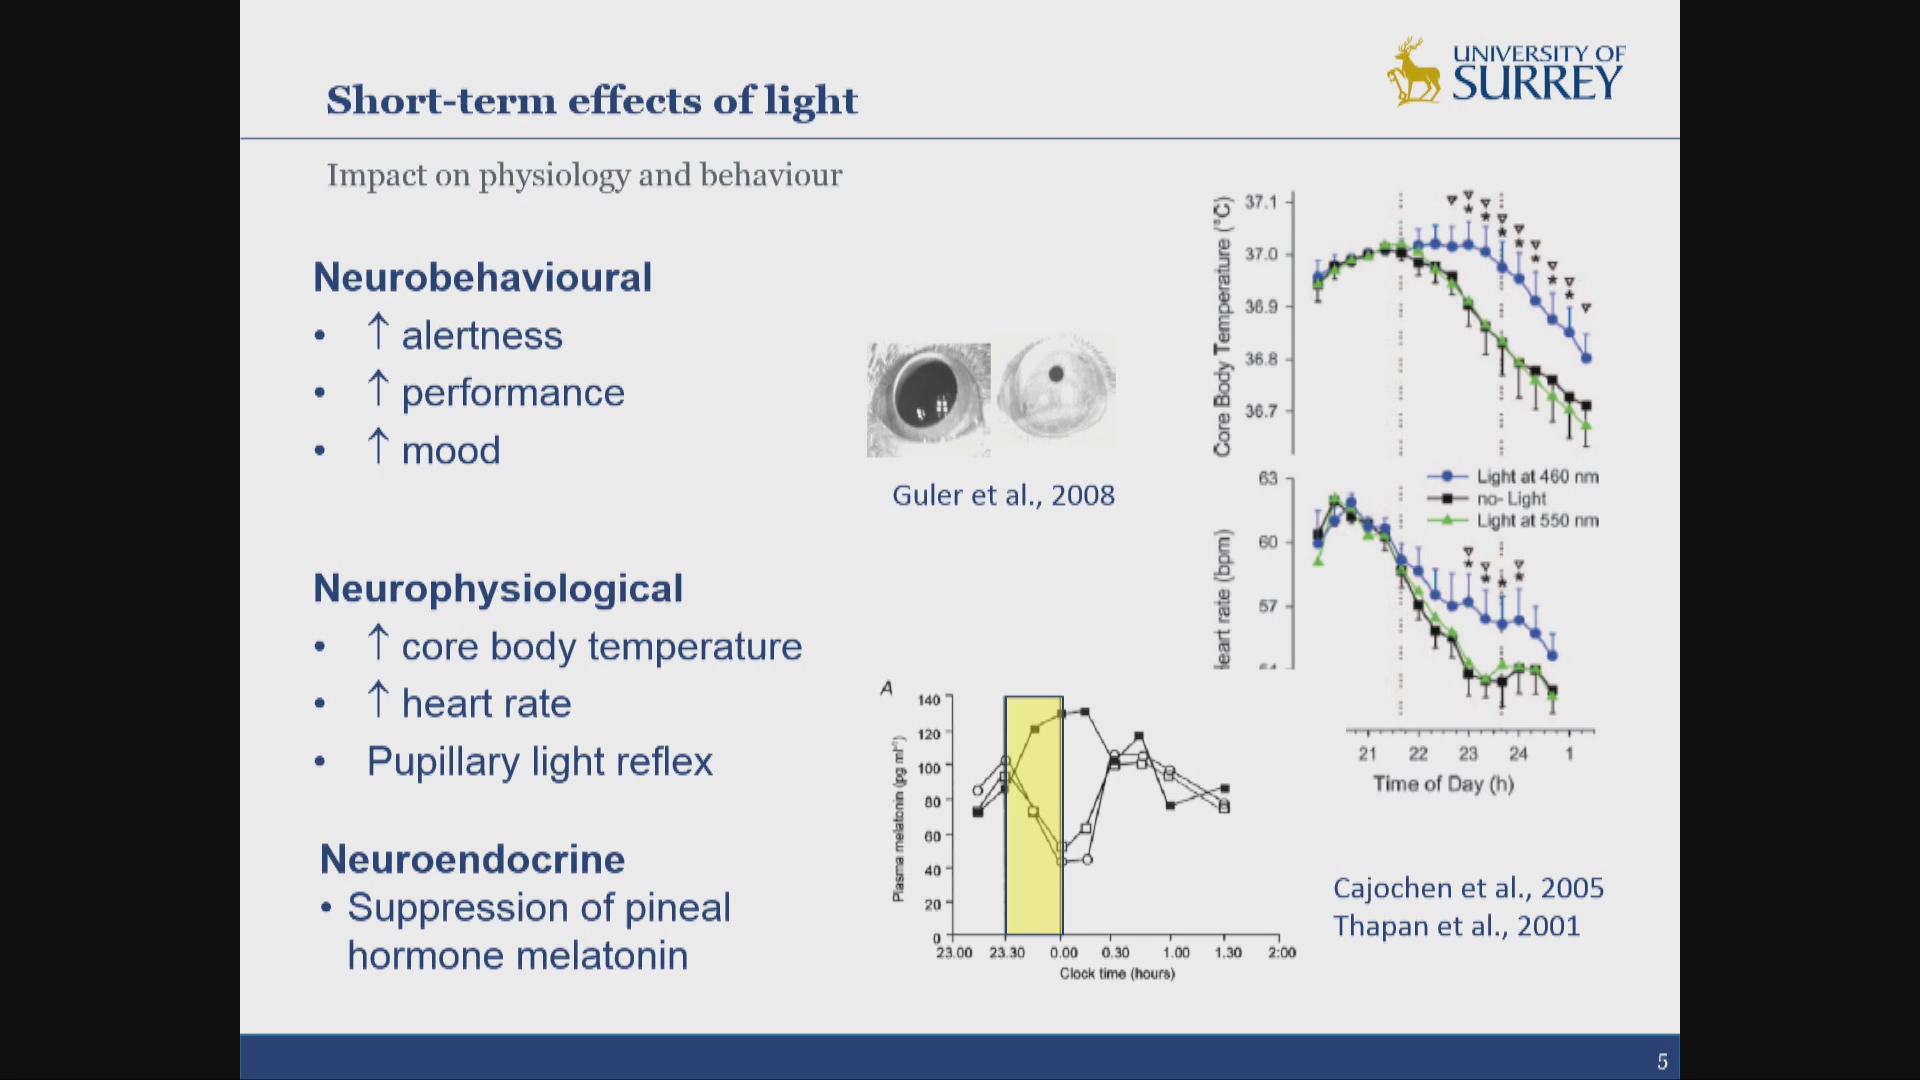 UNIVERSITY OF
SURREY
Short-term effects of light
Impact on physiology and behaviour
Neurobehavioural
• ↑ alertness
• ↑ performance
• ↑ mood
Neurophysiological
• ↑ core body temperature
• ↑ heart rate
• Pupillary light reflex
Neuroendocrine
• Suppression of pineal
hormone melatonin
Guler et al., 2008
A
Plasma melatonin (pg ml⁻¹)
140
120
100
80
60
40
20
0
23.00 23.30 0.00 0.30 1.00 1.30 2:00
Clock time (hours)
Core Body Temperature (°C)
37.1
37.0
36.9
36.8
36.7
Light at 460 nm
no- Light
Light at 550 nm
eart rate (bpm)
63
60
57
21 22 23 24 1
Time of Day (h)
Cajochen et al., 2005
Thapan et al., 2001
5